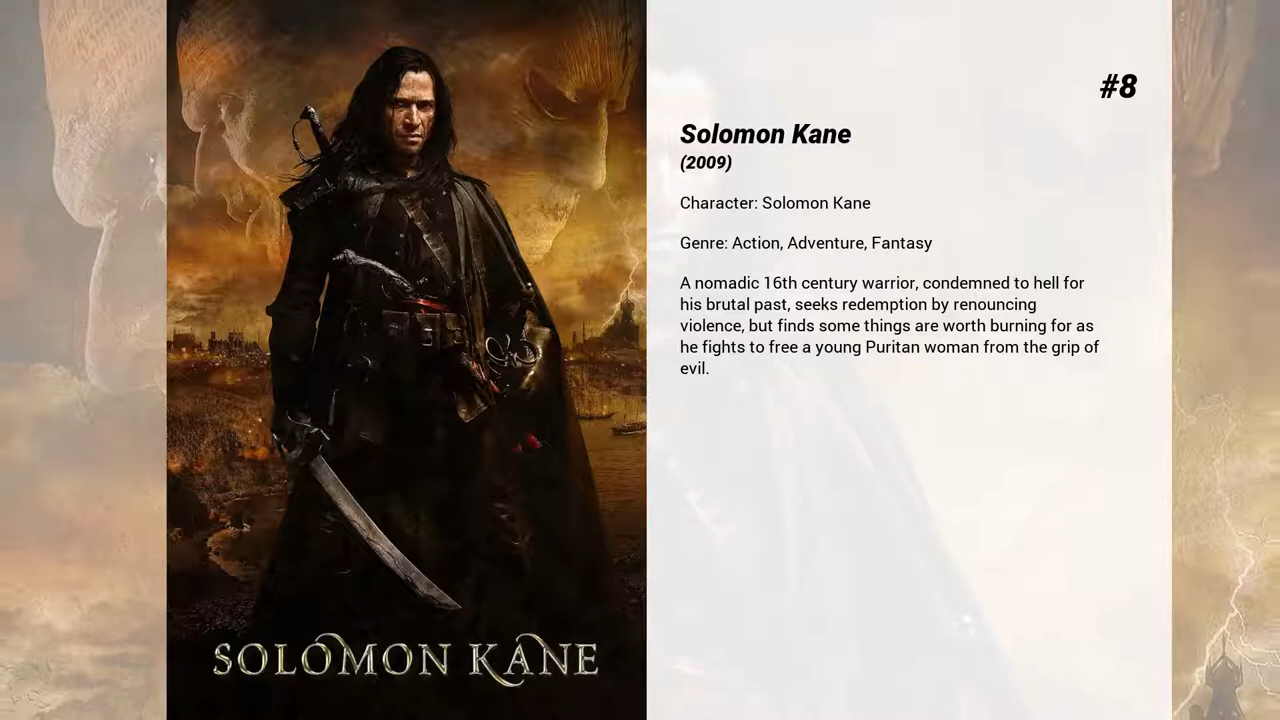 #8
Solomon Kane
(2009)
Character: Solomon Kane
Genre: Action, Adventure, Fantasy
A nomadic 16th century warrior, condemned to hell for
his brutal past, seeks redemption by renouncing
violence, but finds some things are worth burning for as
he fights to free a young Puritan woman from the grip of
evil.
SOLOMON KANE